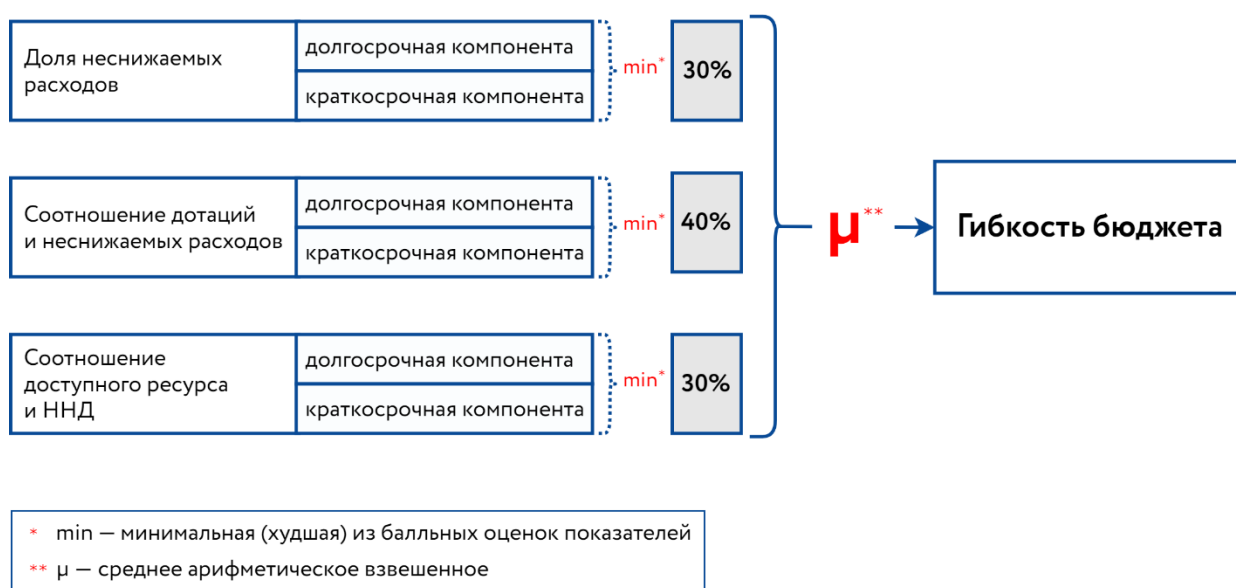 Доля неснижаемых
расходов
долгосрочная компонента
краткосрочная компонента
min*
30%
Соотношение дотаций
и неснижаемых расходов
долгосрочная компонента
краткосрочная компонента
min*
40%
µ**
Гибкость бюджета
Соотношение
доступного ресурса
и ННД
долгосрочная компонента
краткосрочная компонента
min*
30%
* min — минимальная (худшая) из балльных оценок показателей
** µ — среднее арифметическое взвешенное